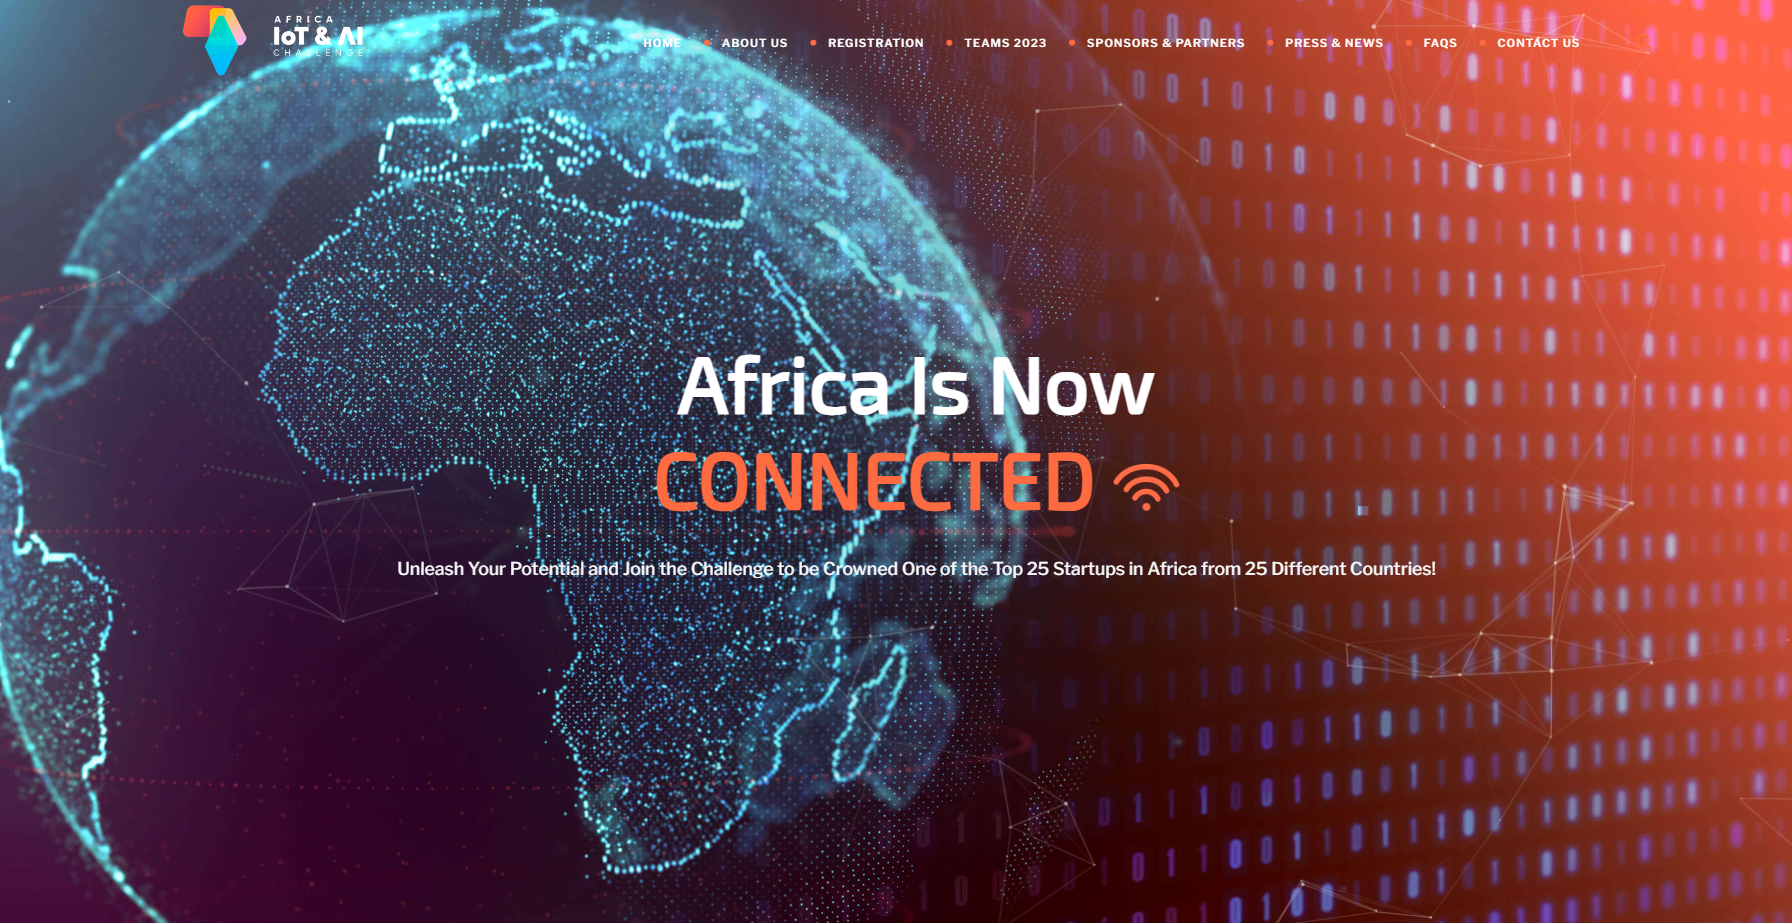 AFRICA
IoT & AI
CHALLENGE
HOME
ABOUT US
REGISTRATION
TEAMS 2023
SPONSORS & PARTNERS
PRESS & NEWS
FAQS
CONTACT US
Africa Is Now
CONNECTED
Unleash Your Potential and Join the Challenge to be Crowned One of the Top 25 Startups in Africa from 25 Different Countries!